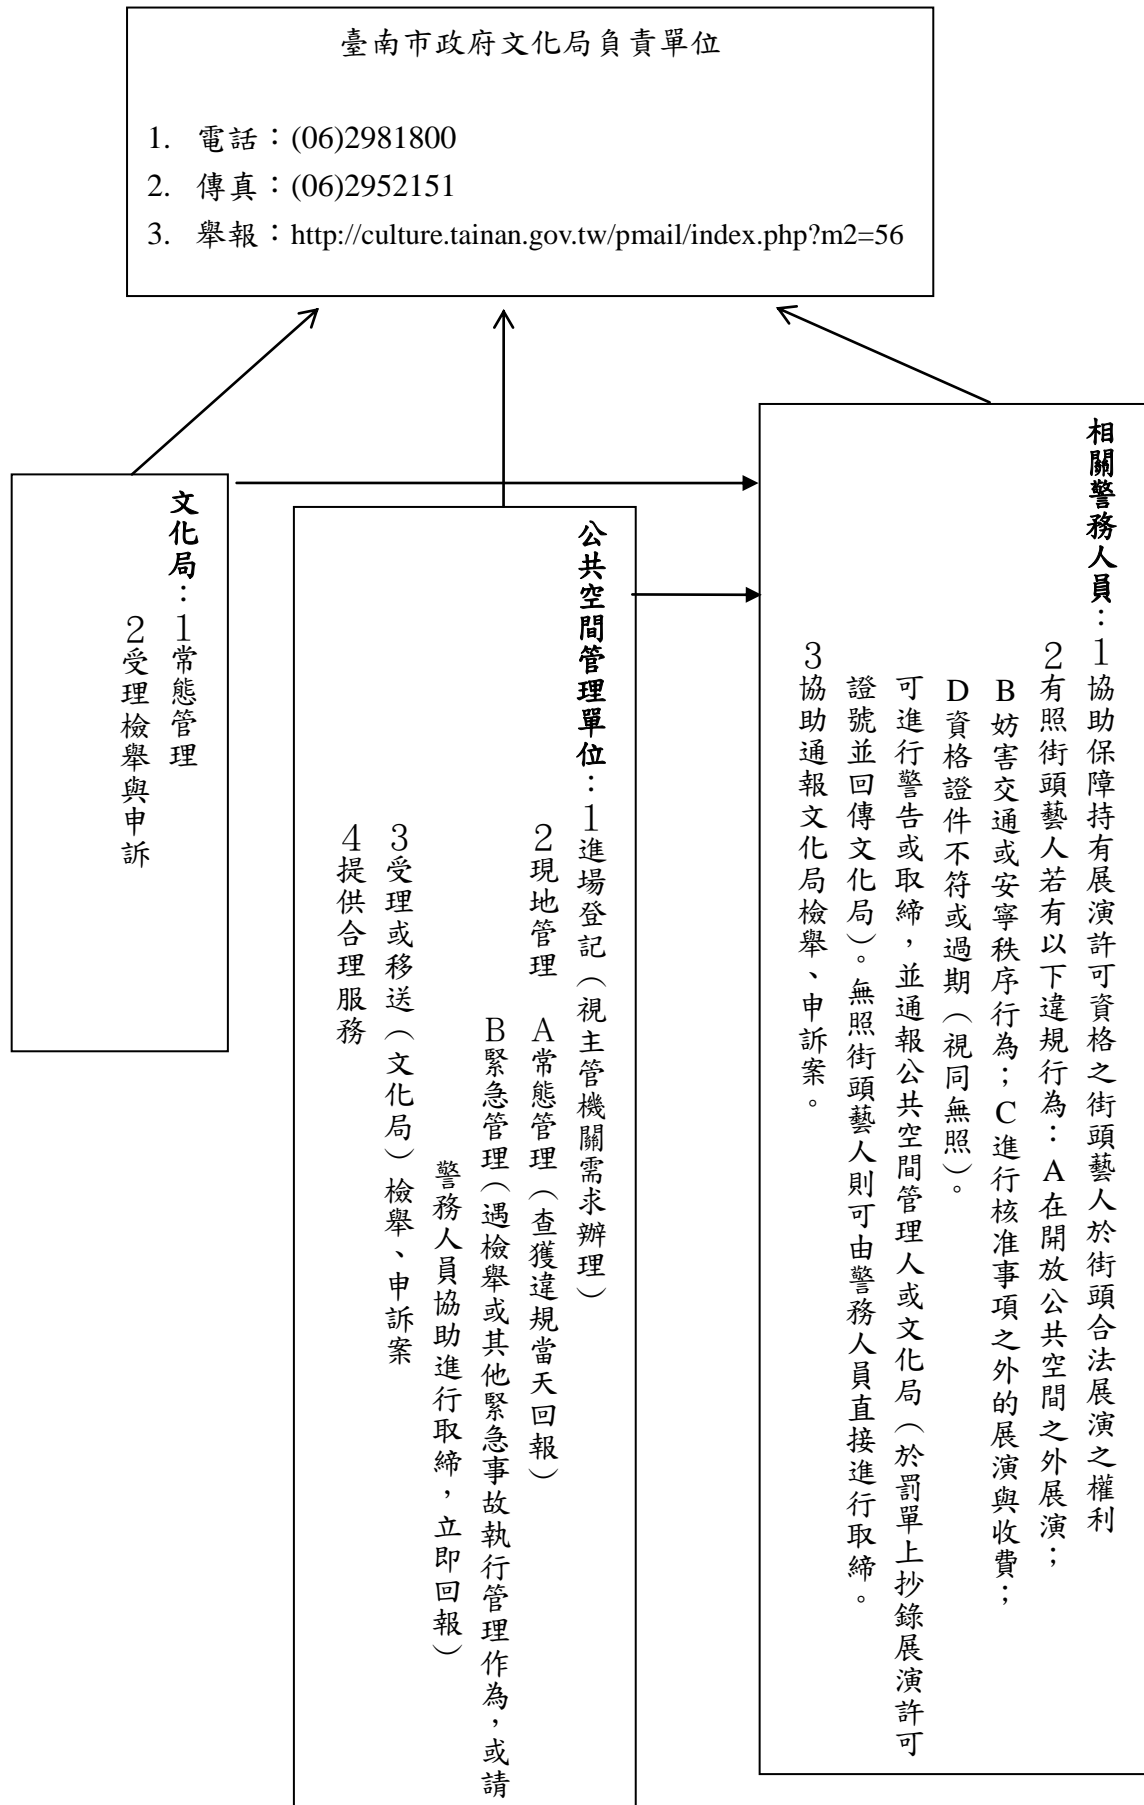 臺南市政府文化局負責單位
1. 電話：(06)2981800
2. 傳真：(06)2952151
3. 舉報：http://culture.tainan.gov.tw/pmail/index.php?m2=56
相關警務人員：1協助保障持有展演許可資格之街頭藝人於街頭合法展演之權利
2有照街頭藝人若有以下違規行為：A在開放公共空間之外展演；
B妨害交通或安寧秩序行為；C進行核准事項之外的展演與收費；
D資格證件不符或過期（視同無照）。
可進行警告或取締，並通報公共空間管理人或文化局（於罰單上抄錄展演許可
證號並回傳文化局）。無照街頭藝人則可由警務人員直接進行取締。
3協助通報文化局檢舉、申訴案。
公共空間管理單位：1進場登記（視主管機關需求辦理）
2現地管理 A常態管理（查獲違規當天回報）
B緊急管理（遇檢舉或其他緊急事故執行管理作為，或請
警務人員協助進行取締，立即回報）
3受理或移送（文化局）檢舉、申訴案
4提供合理服務
文化局：1常態管理
2受理檢舉與申訴